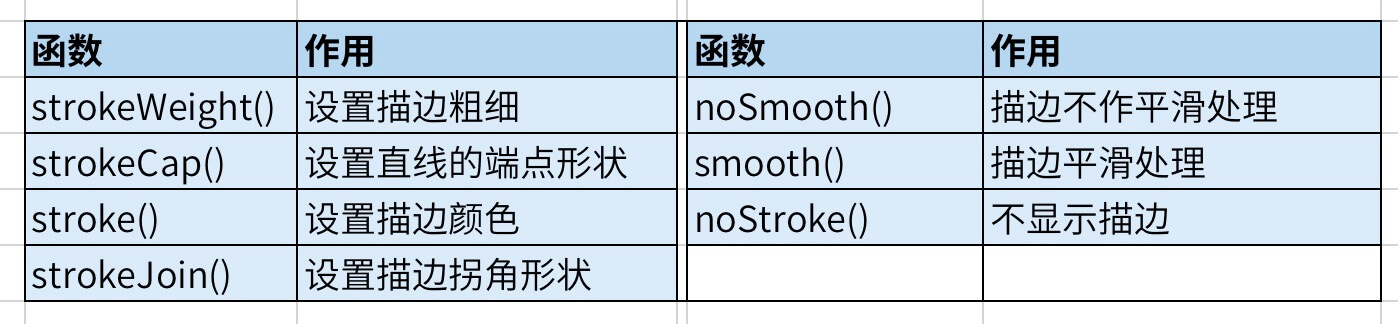 函数 作用 函数 作用
strokeWeight() 设置描边粗细 noSmooth() 描边不作平滑处理
strokeCap() 设置直线的端点形状 smooth() 描边平滑处理
stroke() 设置描边颜色 noStroke() 不显示描边
strokeJoin() 设置描边拐角形状